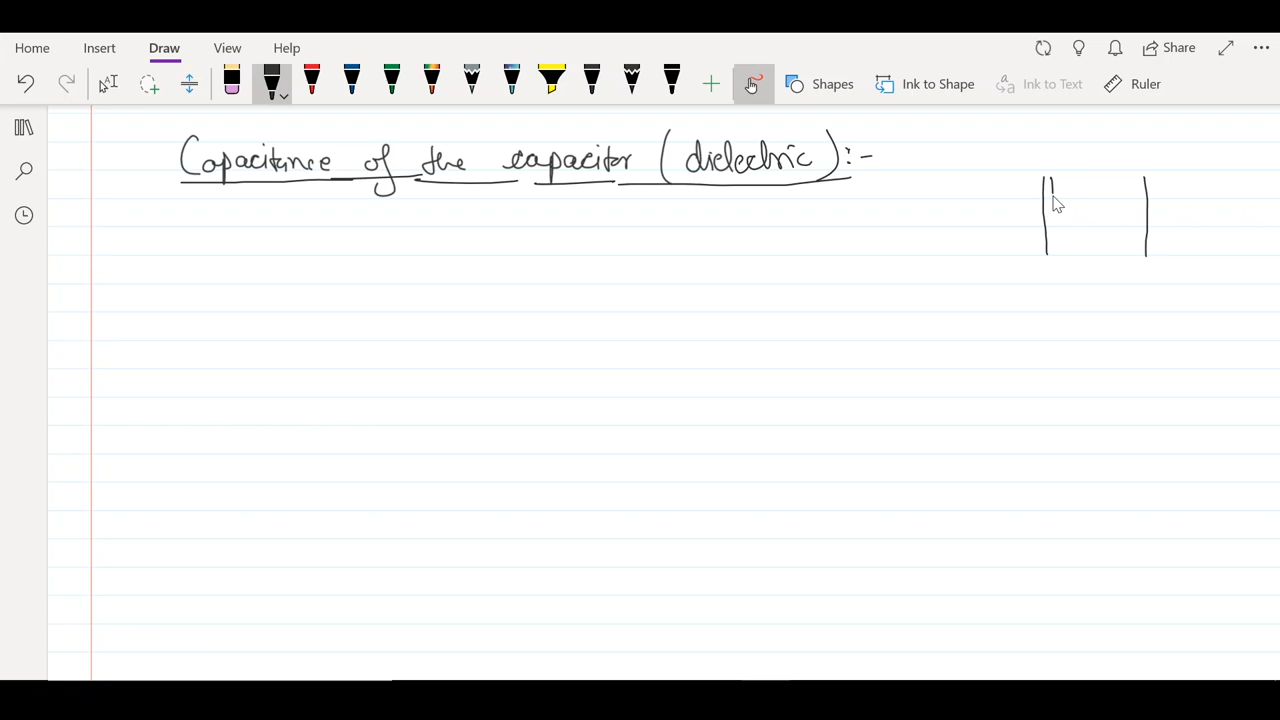 Home Insert Draw View Help Share
Shapes Ink to Shape Ink to Text Ruler
Capacitance of the capacitor (dielectric):-